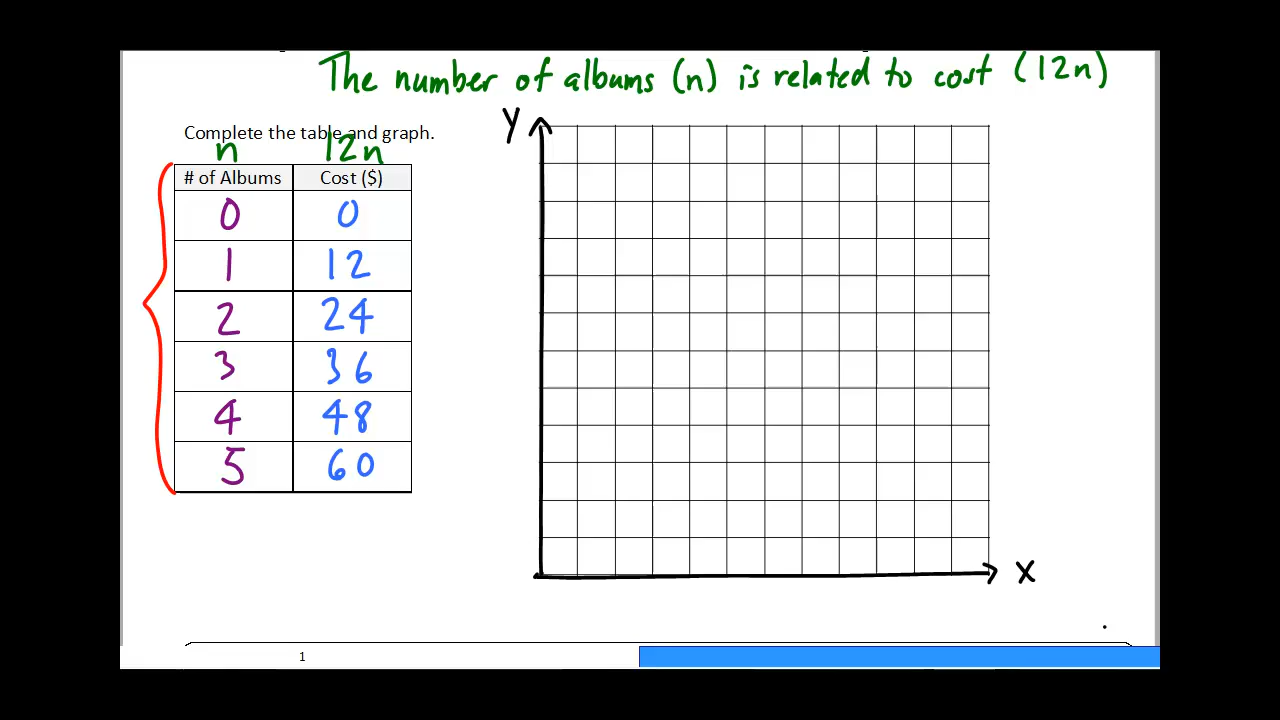 The number of albums (n) is related to cost (12n)
Complete the table and graph.
n 12n
# of Albums Cost ($)
0 0
1 12
2 24
3 36
4 48
5 60
y
x
1